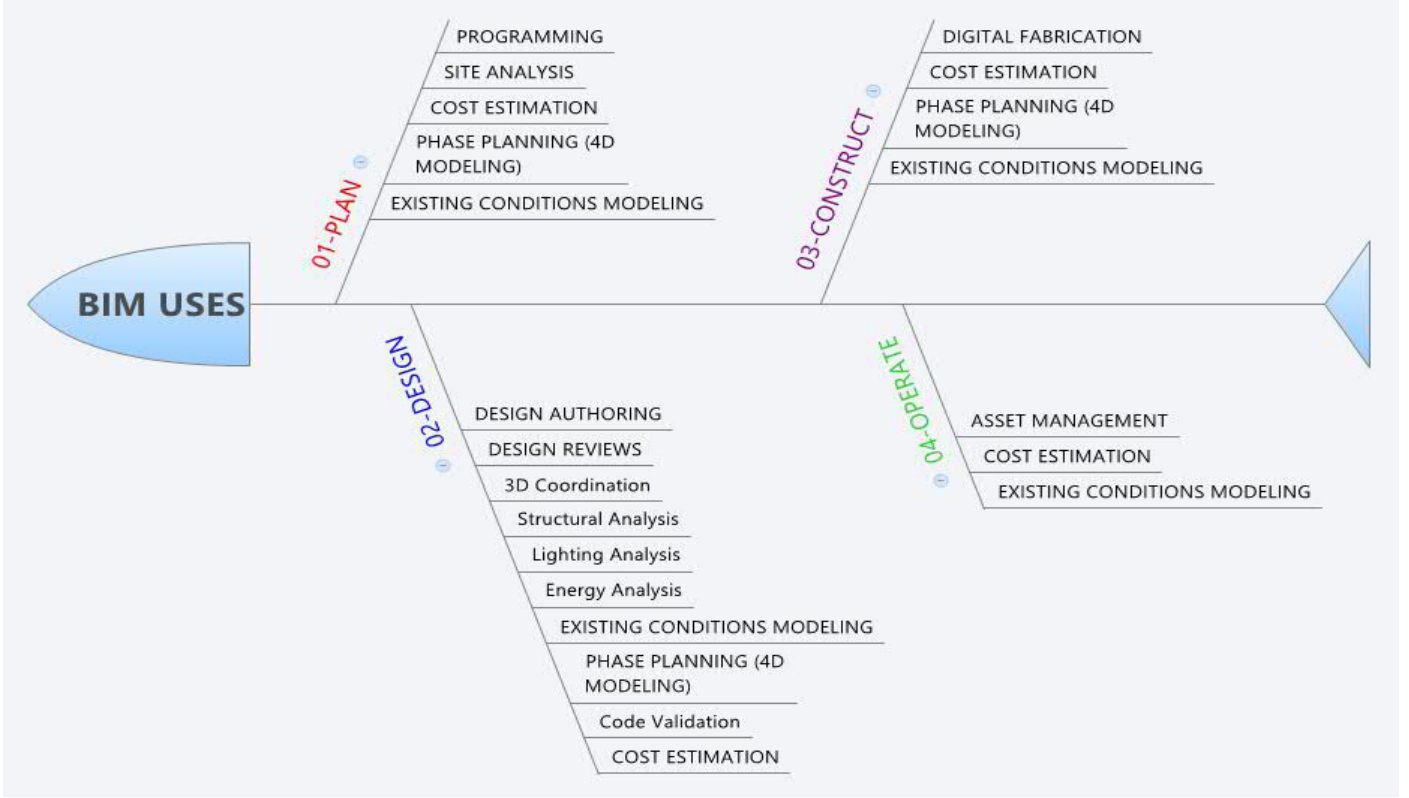 BIM USES
01-PLAN
PROGRAMMING
SITE ANALYSIS
COST ESTIMATION
PHASE PLANNING (4D
MODELING)
EXISTING CONDITIONS MODELING
02-DESIGN
DESIGN AUTHORING
DESIGN REVIEWS
3D Coordination
Structural Analysis
Lighting Analysis
Energy Analysis
EXISTING CONDITIONS MODELING
PHASE PLANNING (4D
MODELING)
Code Validation
COST ESTIMATION
03-CONSTRUCT
DIGITAL FABRICATION
COST ESTIMATION
PHASE PLANNING (4D
MODELING)
EXISTING CONDITIONS MODELING
04-OPERATE
ASSET MANAGEMENT
COST ESTIMATION
EXISTING CONDITIONS MODELING